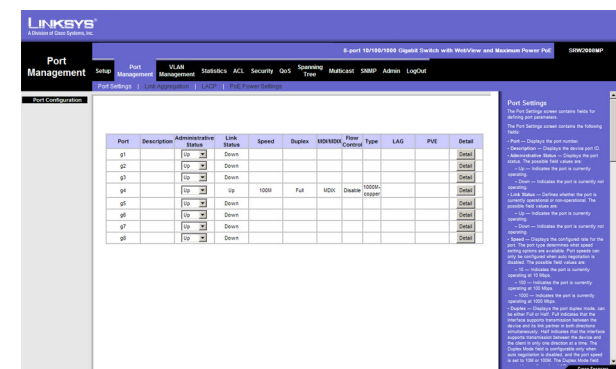 LINKSYS®
A Division of Cisco Systems, Inc.
8-port 10/100/1000 Gigabit Switch with WebView and Maximum Power PoE SRW2008MP
Port Management
Setup Port Management VLAN Management Statistics ACL Security QoS Spanning Tree Multicast SNMP Admin LogOut
Port Settings | Link Aggregation | LACP | PoE Power Settings
Port Configuration
Port Description Administrative Status Link Status Speed Duplex MDI/MDIX Flow Control Type LAG PVE Detail
g1 Up Down Detail
g2 Up Down Detail
g3 Up Down Detail
g4 Up Up 100M Full MDIX Disable 1000M-copper Detail
g5 Up Down Detail
g6 Up Down Detail
g7 Up Down Detail
g8 Up Down Detail
Port Settings
The Port Settings screen contains fields for
defining port parameters.
The Port Settings screen contains the following
fields:
- Port — Displays the port number.
- Description — Displays the device port ID.
- Administrative Status — Displays the port
status. The possible field values are:
– Up — Indicates the port is currently
operating.
– Down — Indicates the port is currently not
operating.
- Link Status — Defines whether the port is
currently operational or non-operational. The
possible field values are:
– Up — Indicates the port is currently
operating.
– Down — Indicates the port is currently not
operating.
- Speed — Displays the configured rate for the
port. The port type determines what speed
setting options are available. Port speeds can
only be configured when auto negotiation is
disabled. The possible field values are:
– 10 — Indicates the port is currently
operating at 10 Mbps.
– 100 — Indicates the port is currently
operating at 100 Mbps.
– 1000 — Indicates the port is currently
operating at 1000 Mbps.
- Duplex — Displays the port duplex mode, can
be either Full or Half. Full indicates that the
interface supports transmission between the
device and its link partner in both directions
simultaneously. Half indicates that the
interface supports transmission between the device and
the client in only one direction at a time. The
Duplex Mode field is configurable only when
auto negotiation is disabled, and the port speed
is set to 10M or 100M. The Duplex Mode field